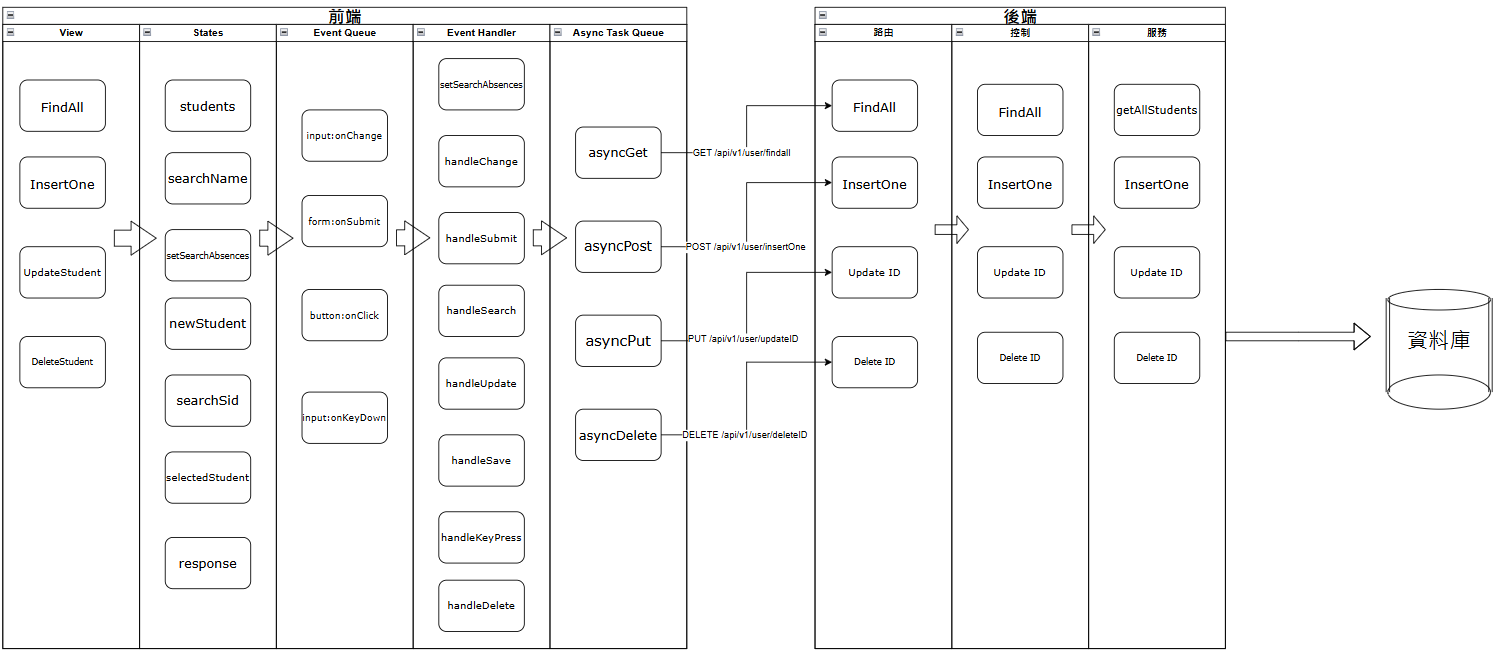 前端
View
States
Event Queue
Event Handler
Async Task Queue
FindAll
InsertOne
UpdateStudent
DeleteStudent
students
searchName
setSearchAbsences
newStudent
searchSid
selectedStudent
response
input:onChange
form:onSubmit
button:onClick
input:onKeyDown
setSearchAbsences
handleChange
handleSubmit
handleSearch
handleUpdate
handleSave
handleKeyPress
handleDelete
asyncGet
asyncPost
asyncPut
asyncDelete
GET /api/v1/user/findall
POST /api/v1/user/insertOne
PUT /api/v1/user/updateID
DELETE /api/v1/user/deleteID
後端
路由
控制
服務
FindAll
InsertOne
Update ID
Delete ID
FindAll
InsertOne
Update ID
Delete ID
getAllStudents
InsertOne
Update ID
Delete ID
資料庫